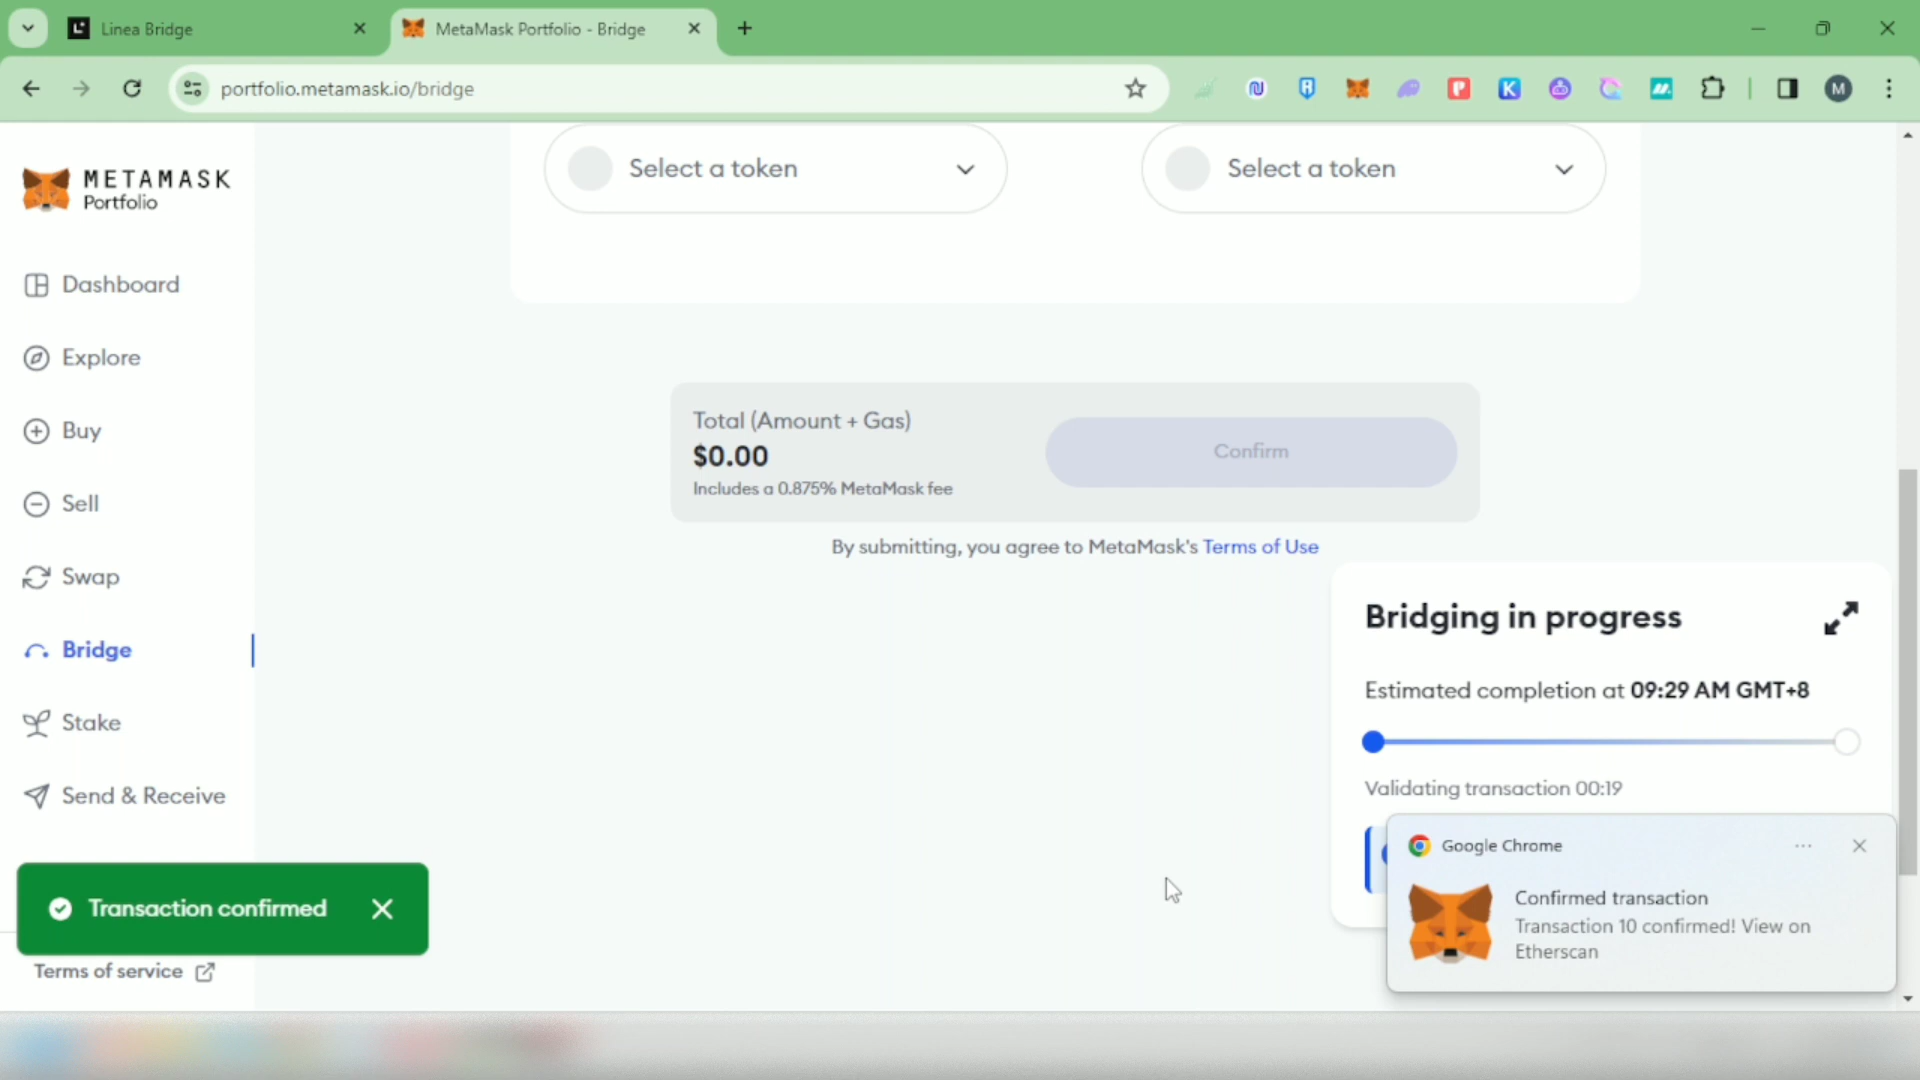 Linea Bridge
MetaMask Portfolio - Bridge
portfolio.metamask.io/bridge
M
METAMASK
Portfolio
Dashboard
Explore
Buy
Sell
Swap
Bridge
Stake
Send & Receive
Select a token
Select a token
Total (Amount + Gas)
$0.00
Includes a 0.875% MetaMask fee
Confirm
By submitting, you agree to MetaMask's Terms of Use
Bridging in progress
Estimated completion at 09:29 AM GMT+8
Validating transaction 00:19
Google Chrome
Confirmed transaction
Transaction 10 confirmed! View on
Etherscan
Transaction confirmed
Terms of service